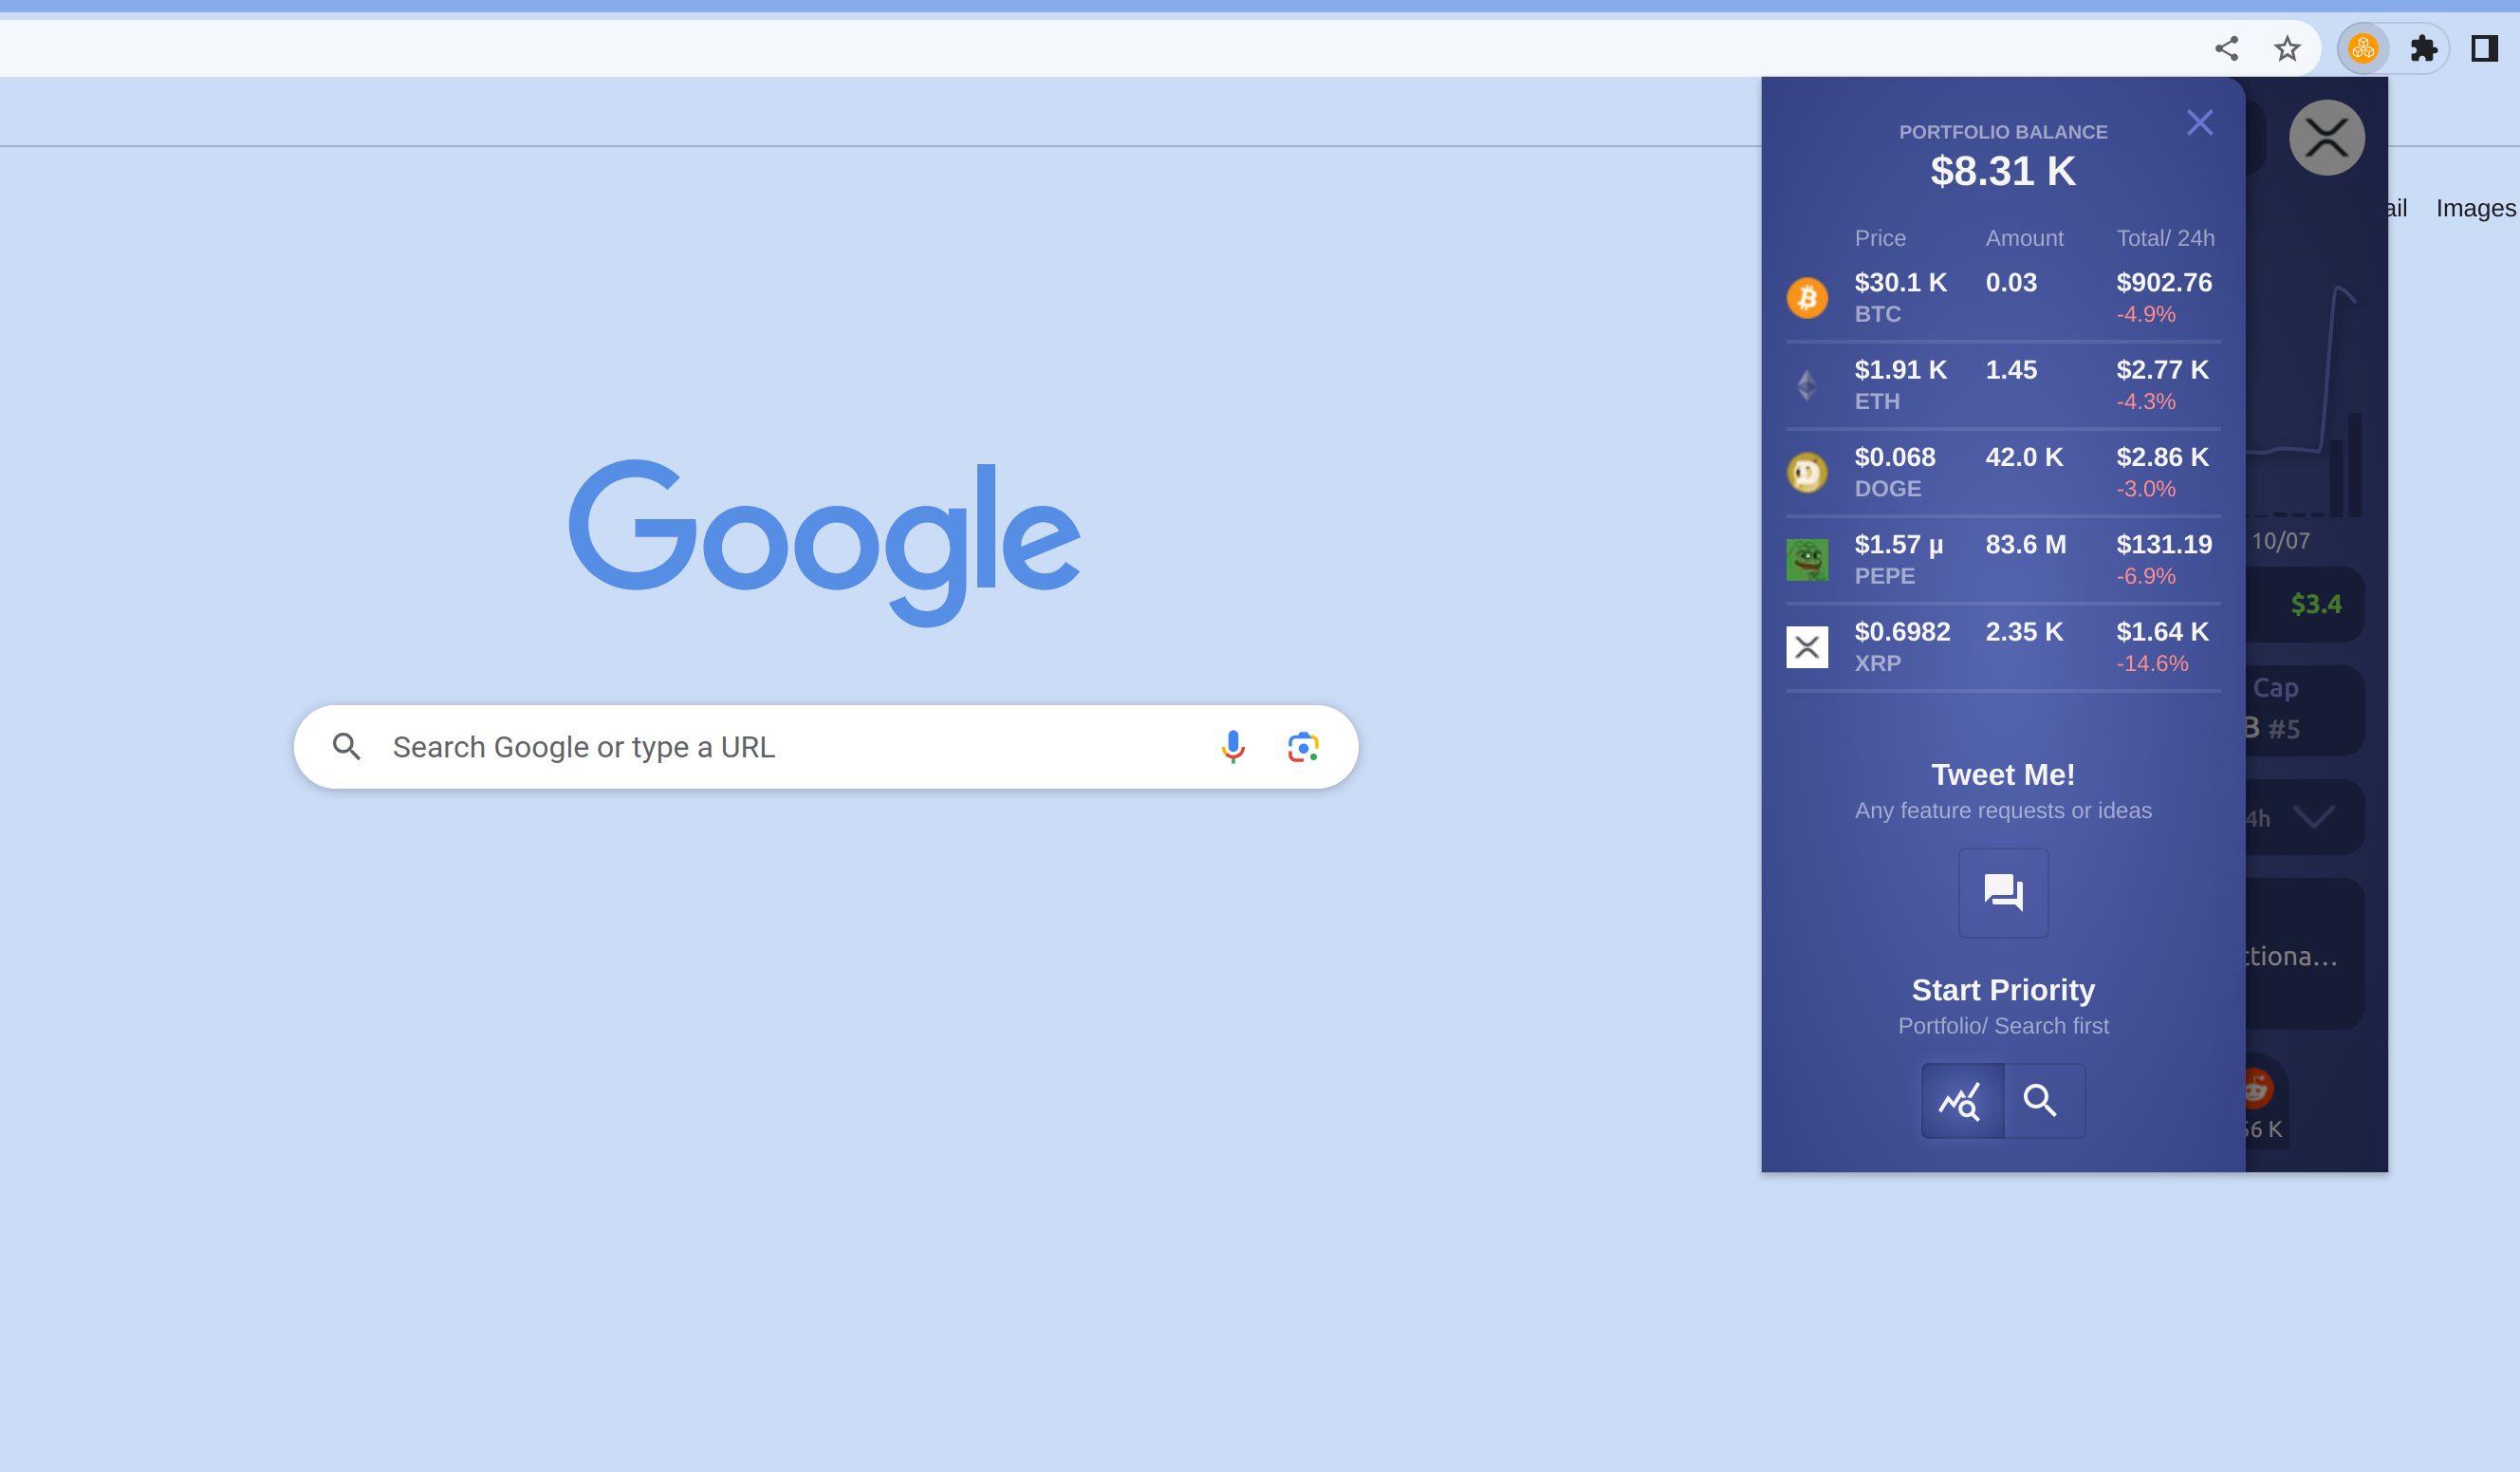 PORTFOLIO BALANCE
$8.31 K
Images
Price Amount Total/ 24h
$30.1 K 0.03 $902.76
BTC -4.9%
$1.91 K 1.45 $2.77 K
ETH -4.3%
$0.068 42.0 K $2.86 K
DOGE -3.0%
$1.57 µ 83.6 M $131.19
PEPE -6.9%
$0.6982 2.35 K $1.64 K
XRP -14.6%
10/07
$3.4
Cap
B #5
4h
Google
Search Google or type a URL
Tweet Me!
Any feature requests or ideas
Start Priority
Portfolio/ Search first